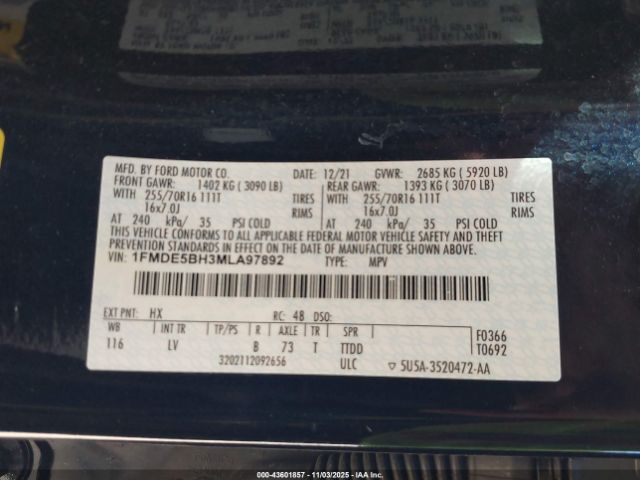 MFD. BY FORD MOTOR CO. 12/21 GVWR: 2685 KG ( 5920 LB)
FRONT GAWR: 1402 KG ( 3090 LB) REAR GAWR: 1393 KG ( 3070 LB)
WITH 255/70R16 111T TIRES WITH 255/70R16 111T TIRES
16x7.0J RIMS 16x7.0J RIMS
AT 240 kPa/ 35 PSI COLD AT 240 kPa/ 35 PSI COLD
THIS VEHICLE CONFORMS TO ALL APPLICABLE FEDERAL MOTOR VEHICLE SAFETY AND THEFT
PREVENTION STANDARDS IN EFFECT ON THE DATE OF MANUFACTURE SHOWN ABOVE.
VIN: 1FMDE5BH3MLA97892 TYPE: MPV
EXT PNT: HX RC: 48 DSO:
WB INT TR TP/PS R AXLE TR SPR F0366
116 LV B 73 T TTDD T0692
3202112092656 ULC 5U5A-3520472-AA
000-43601857 - 11/03/2025 - IAA Inc.